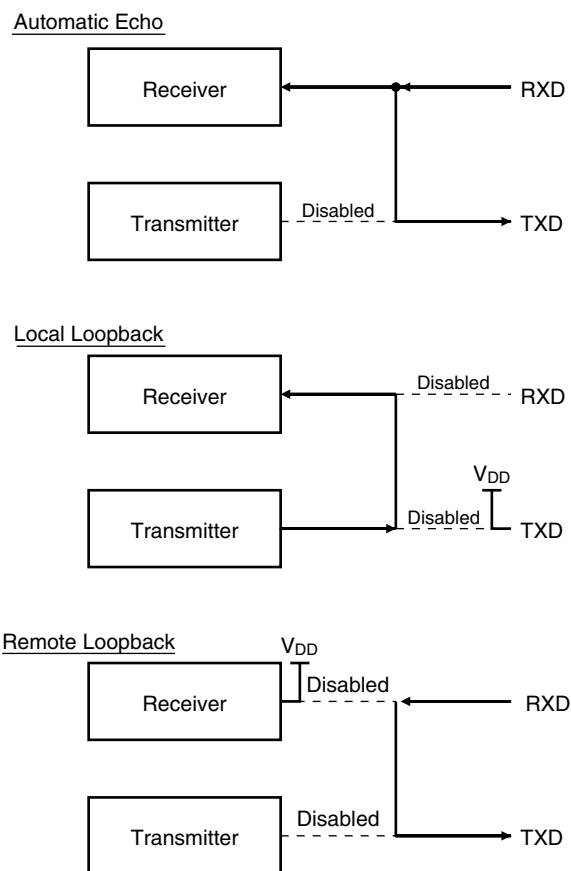 Automatic Echo
Receiver
RXD
Disabled
Transmitter
TXD
Local Loopback
Disabled
Receiver
RXD
VDD
Disabled
Transmitter
TXD
Remote Loopback
VDD
Disabled
Receiver
RXD
Disabled
Transmitter
TXD